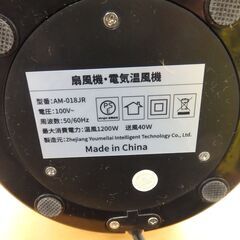 扇風機・電気温風機
型番: AM-018JR
電圧: 100V~
周波数: 50/60Hz
最大消費電力: 温風1200W 送風40W
製造元: Zhejiang Youmeilai Intelligent Technology Co., Ltd.
Made in China